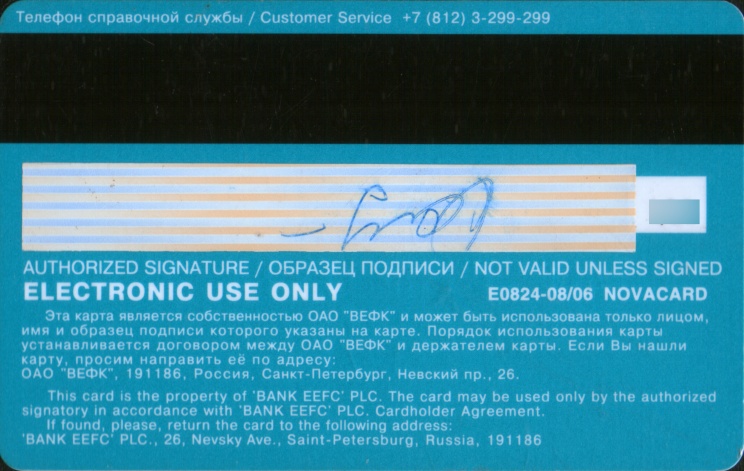 Телефон справочной службы / Customer Service +7 (812) 3-299-299
AUTHORIZED SIGNATURE / ОБРАЗЕЦ ПОДПИСИ / NOT VALID UNLESS SIGNED
ELECTRONIC USE ONLY E0824-08/06 NOVACARD
Эта карта является собственностью ОАО "ВЕФК" и может быть использована только лицом,
имя и образец подписи которого указаны на карте. Порядок использования карты
устанавливается договором между ОАО "ВЕФК" и держателем карты. Если Вы нашли
карту, просим направить её по адресу:
ОАО "ВЕФК", 191186, Россия, Санкт-Петербург, Невский пр., 26.
This card is the property of 'BANK EEFC' PLC. The card may be used only by the authorized
signatory in accordance with 'BANK EEFC' PLC. Cardholder Agreement.
If found, please, return the card to the following address:
'BANK EEFC' PLC., 26, Nevsky Ave., Saint-Petersburg, Russia, 191186